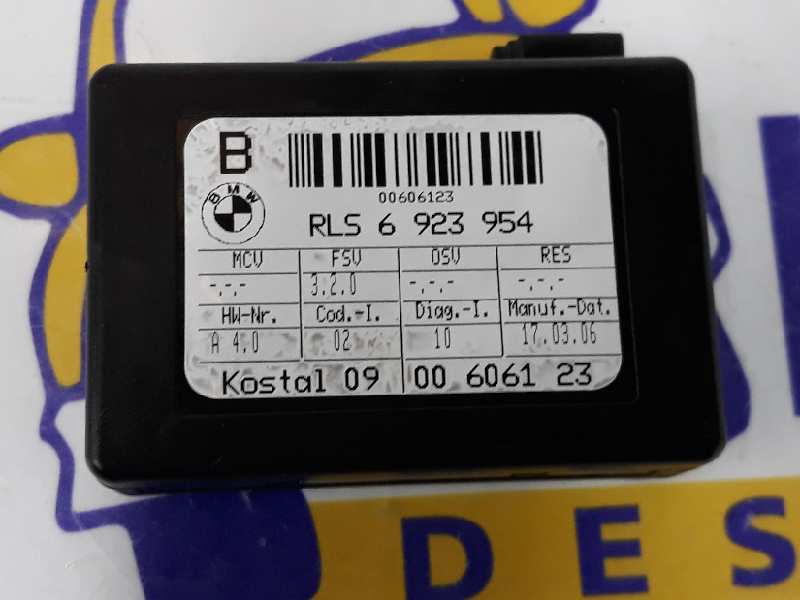 B
00606123
BMW
RLS 6 923 954
MCV FSV OSV RES
-.-.- 3.2.0 -.-.- -.-.-
HW-Nr. Cod.-I. Diag.-I. Manuf.-Dat.
A 4.0 02 10 17.03.06
Kostal 09 00 6061 23
DES